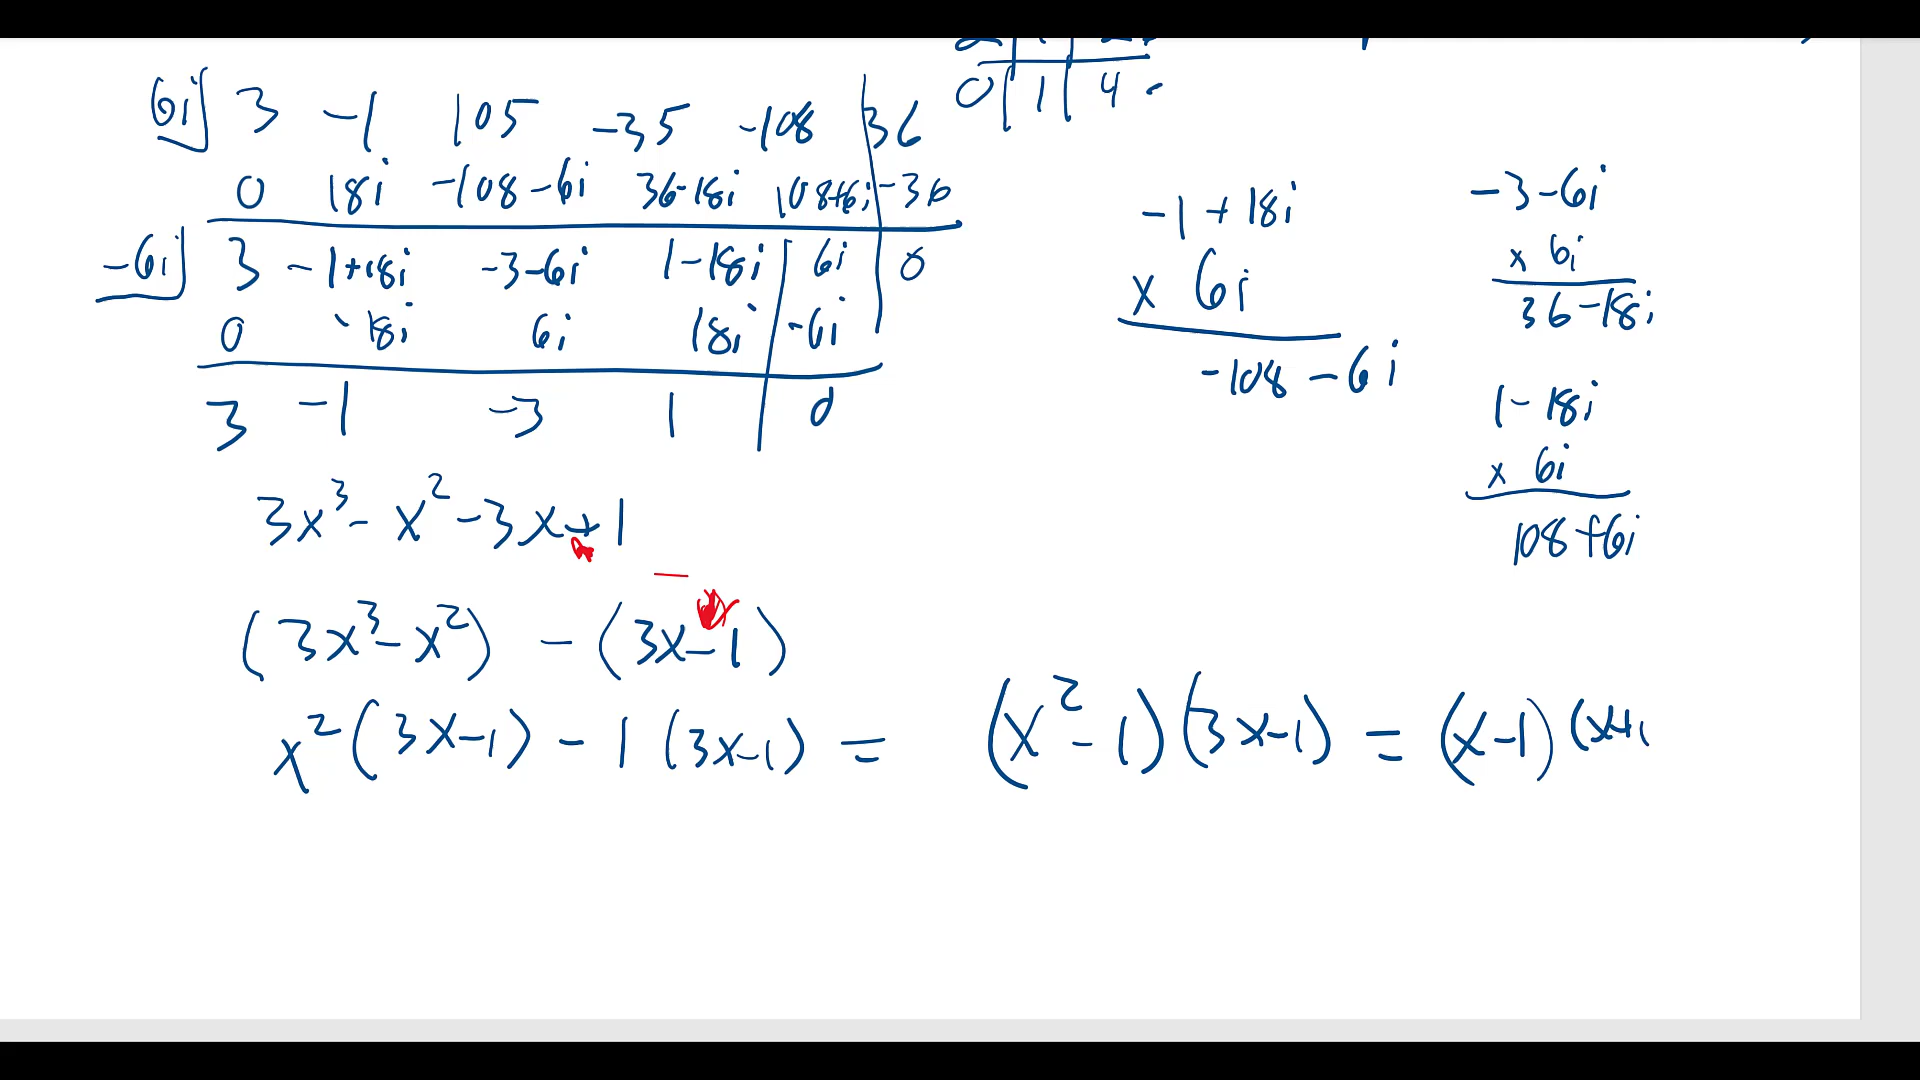 0 | 1 | 4
6i] 3 -1 105 -35 -108 | 36
0 18i -108-6i 36-18i 108+6i | -36
-6i] 3 -1+18i -3-6i 1-18i | 6i | 0
0 -18i 6i 18i | -6i
3 -1 -3 1 | 0
3x³- x² -3x+1
(3x³-x²) - (3x-1)
x²(3x-1) - 1(3x-1) = (x²-1)(3x-1) = (x-1)(x+1
-1+18i
x 6i
-108-6i
-3-6i
x 6i
36-18i
1-18i
x 6i
108+6i